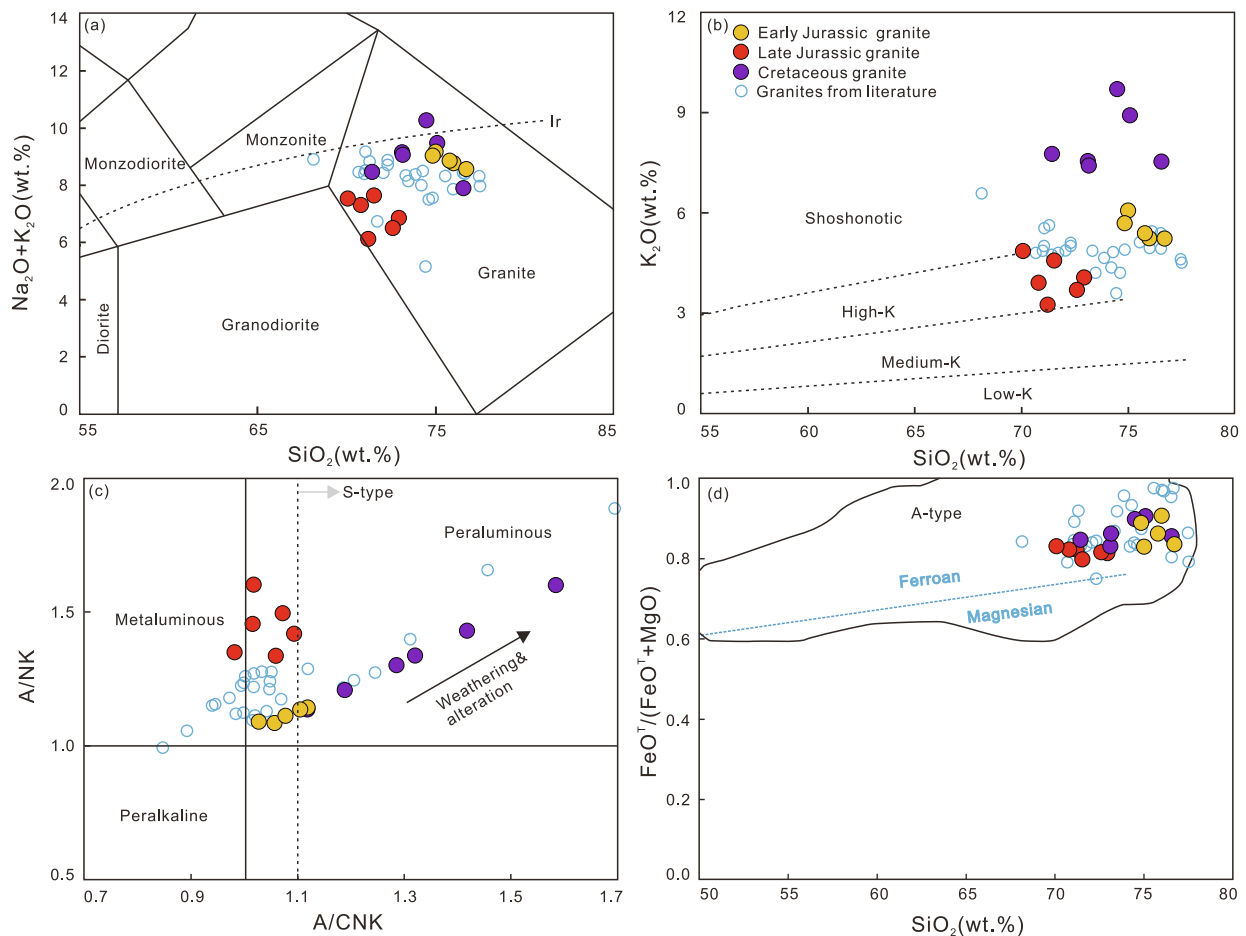 (a)
14
12
10
8
6
4
2
0
Na₂O+K₂O(wt.%)
Monzodiorite
Monzonite
Ir
Diorite
Granodiorite
Granite
55
65
75
85
SiO₂(wt.%)
(b)
Early Jurassic granite
Late Jurassic granite
Cretaceous granite
Granites from literature
12
9
6
3
0
K₂O(wt.%)
Shoshonotic
High-K
Medium-K
Low-K
55
60
65
70
75
80
SiO₂(wt.%)
(c)
S-type
2.0
1.5
1.0
0.5
A/NK
Peraluminous
Metaluminous
Weathering&
alteration
Peralkaline
0.7
0.9
1.1
1.3
1.5
1.7
A/CNK
(d)
1.0
0.8
0.6
0.4
0.2
0.0
FeOᵀ/(FeOᵀ+MgO)
A-type
Ferroan
Magnesian
50
55
60
65
70
75
80
SiO₂(wt.%)